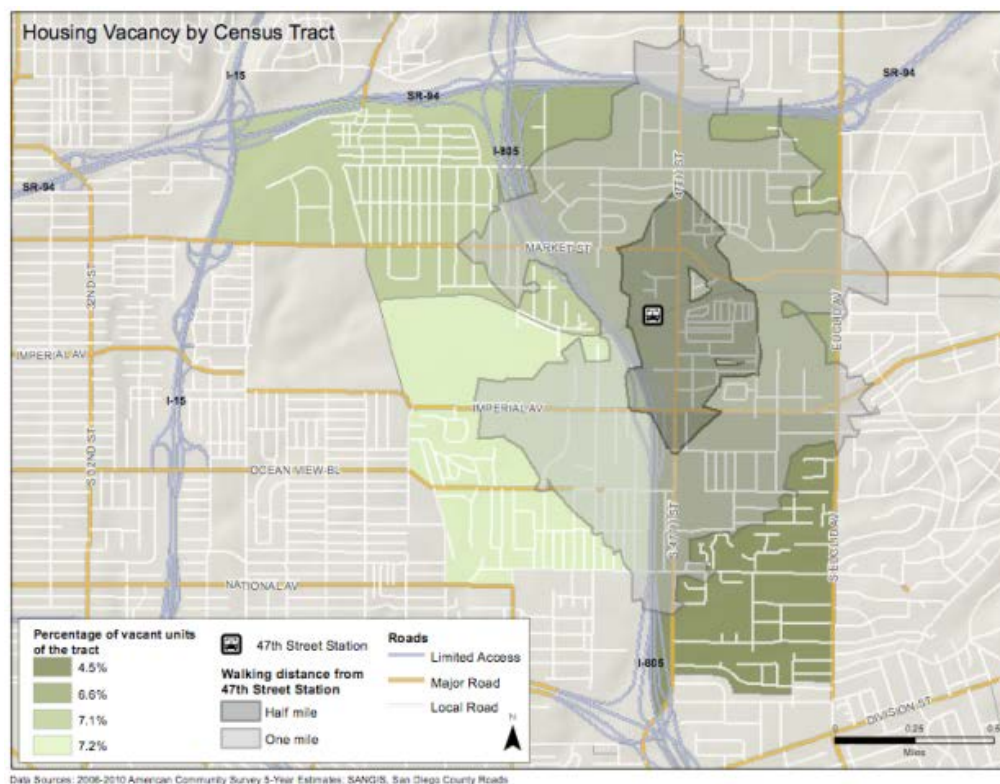 Housing Vacancy by Census Tract
I-15
SR-94
SR-94
I-805
SR-94
47TH ST
MARKET ST
32ND ST
EUCLID AV
IMPERIAL AV
I-15
IMPERIAL AV
S 32ND ST
OCEAN VIEW BL
S 47TH ST
S EUCLID AV
NATIONAL AV
I-805
DIVISION ST
Percentage of vacant units
of the tract
4.5%
6.6%
7.1%
7.2%
47th Street Station
Walking distance from
47th Street Station
Half mile
One mile
Roads
Limited Access
Major Road
Local Road
N
0 0.25 0.5
Miles
Data Sources: 2006-2010 American Community Survey 5-Year Estimates, SANGIS, San Diego County Roads